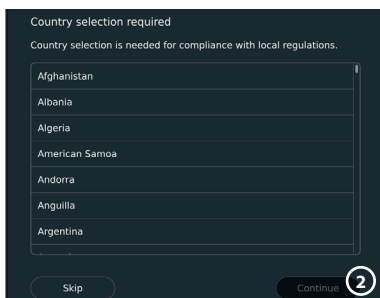 Country selection required
Country selection is needed for compliance with local regulations.
Afghanistan
Albania
Algeria
American Samoa
Andorra
Anguilla
Argentina
Skip
Continue
2